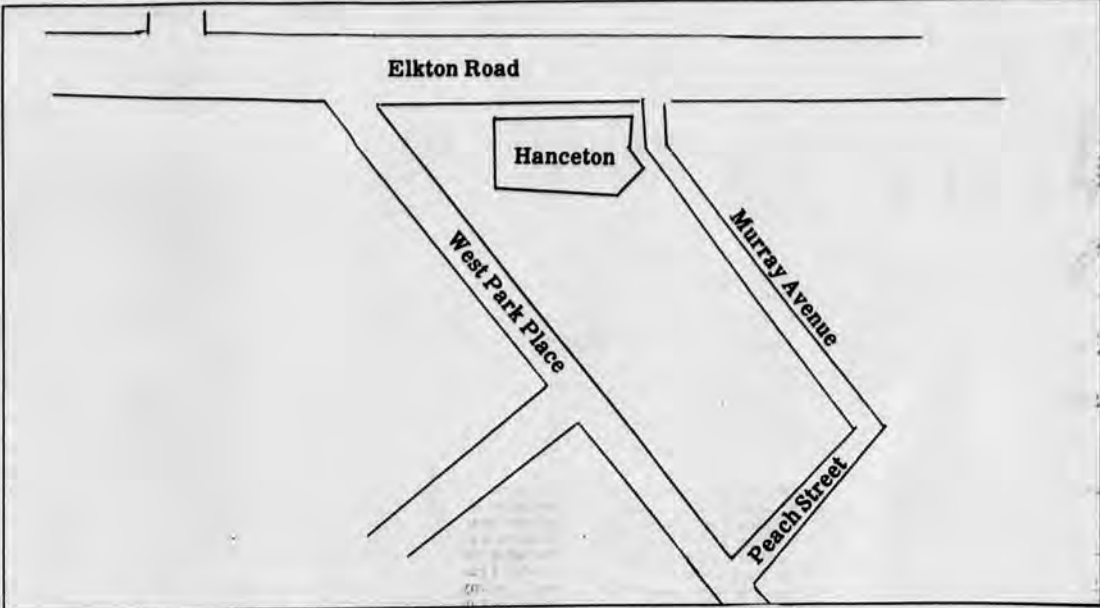 Elkton Road
Hanceton
West Park Place
Murray Avenue
Peach Street